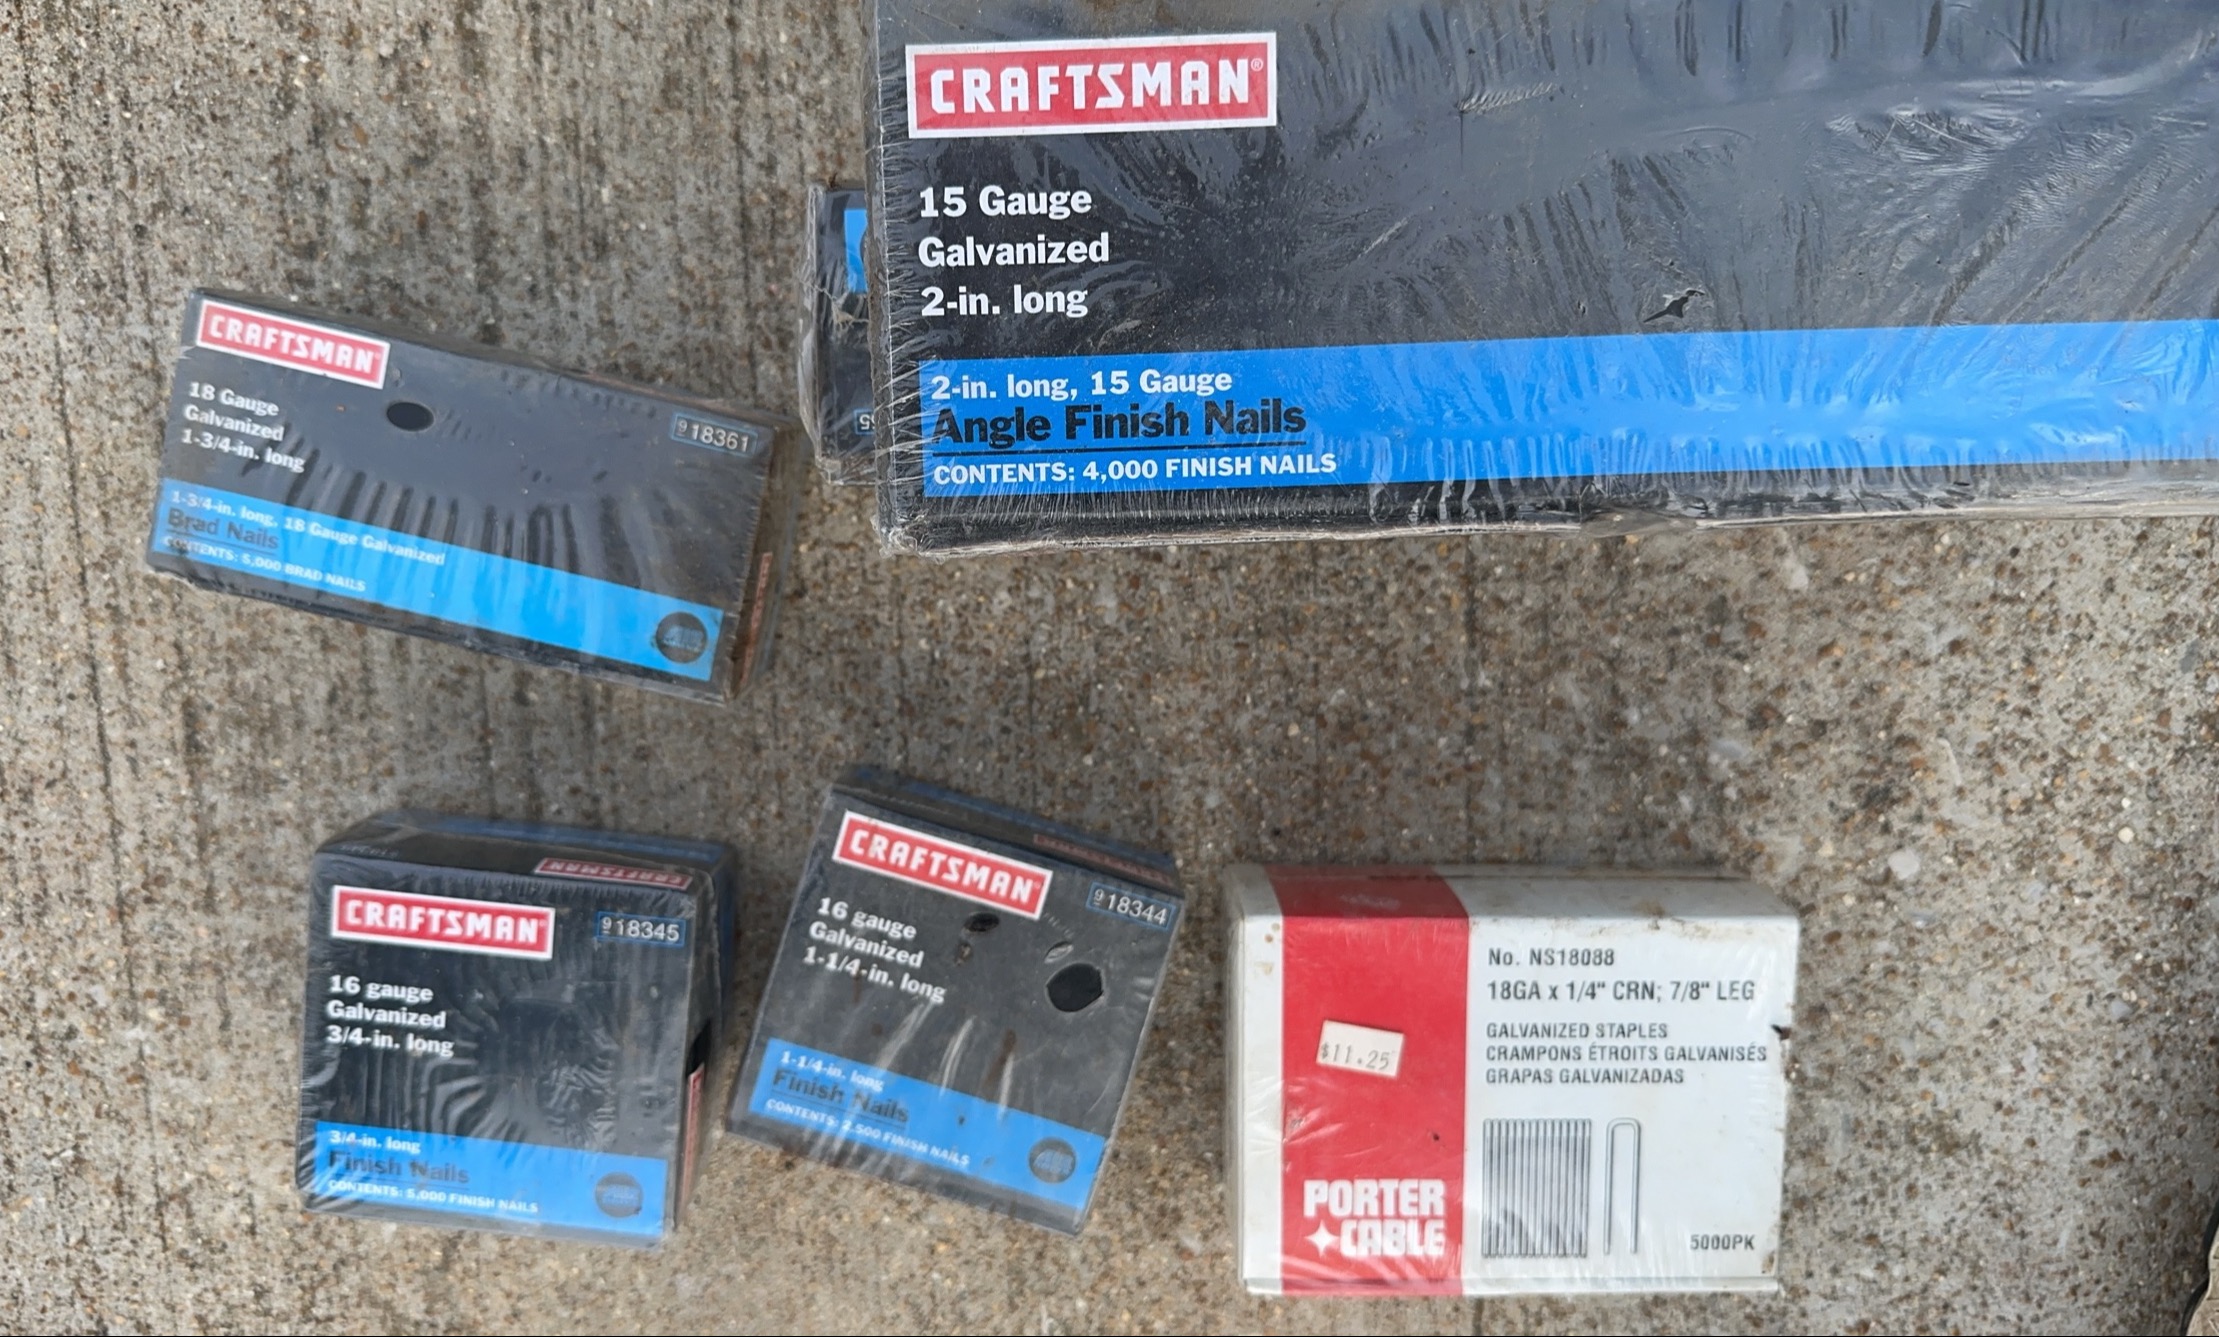 CRAFTSMAN®
15 Gauge
Galvanized
2-in. long
2-in. long, 15 Gauge
Angle Finish Nails
CONTENTS: 4,000 FINISH NAILS
CRAFTSMAN
18 Gauge
Galvanized
1-3/4-in. long
9 18361
1-3/4-in. long, 18 Gauge Galvanized
Brad Nails
CONTENTS: 5,000 BRAD NAILS
CRAFTSMAN
CRAFTSMAN
9 18345
16 gauge
Galvanized
3/4-in. long
3/4-in. long
Finish Nails
CONTENTS: 5,000 FINISH NAILS
CRAFTSMAN
9 18344
16 gauge
Galvanized
1-1/4-in. long
1-1/4-in. long
Finish Nails
CONTENTS: 2,500 FINISH NAILS
No. NS18088
18GA x 1/4" CRN; 7/8" LEG
GALVANIZED STAPLES
CRAMPONS ÉTROITS GALVANISÉS
GRAPAS GALVANIZADAS
$11.25
PORTER
CABLE
5000PK